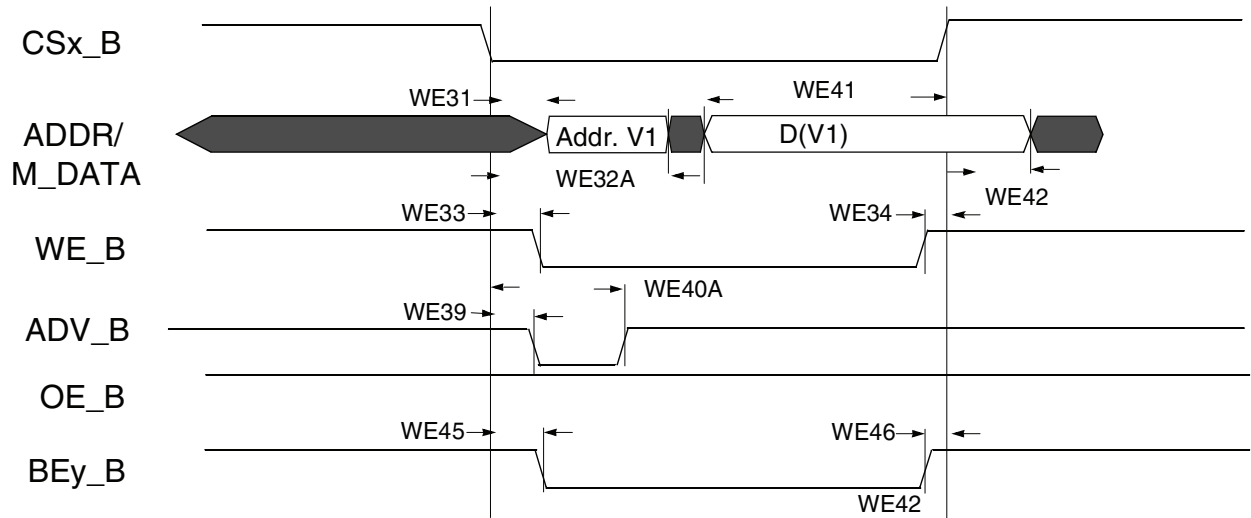 CSx_B
WE31
WE41
ADDR/
M_DATA
Addr. V1
D(V1)
WE32A
WE42
WE33
WE34
WE_B
WE40A
WE39
ADV_B
OE_B
WE45
WE46
BEy_B
WE42